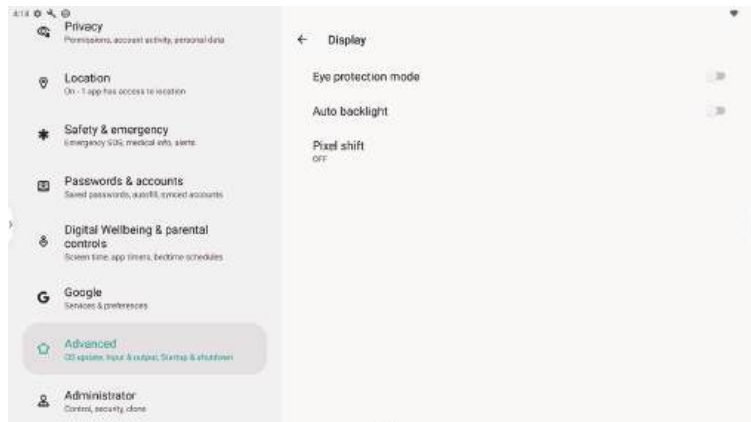 4:18
Privacy
Permissions, account activity, personal data
Location
On - 1 app has access to location
Safety & emergency
Emergency SOS, medical info, alerts
Passwords & accounts
Saved passwords, autofill, synced accounts
Digital Wellbeing & parental
controls
Screen time, app timers, bedtime schedules
Google
Services & preferences
Advanced
OS update, Input & output, Startup & shutdown
Administrator
Control, security, clone
Display
Eye protection mode
Auto backlight
Pixel shift
OFF